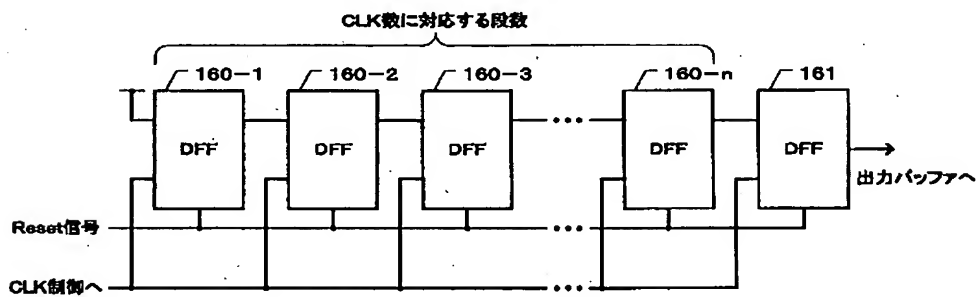 CLK数に対応する段数
160-1
160-2
160-3
160-n
161
DFF
DFF
DFF
•••
DFF
DFF
出力バッファへ
Reset信号
•••
CLK制御へ
•••